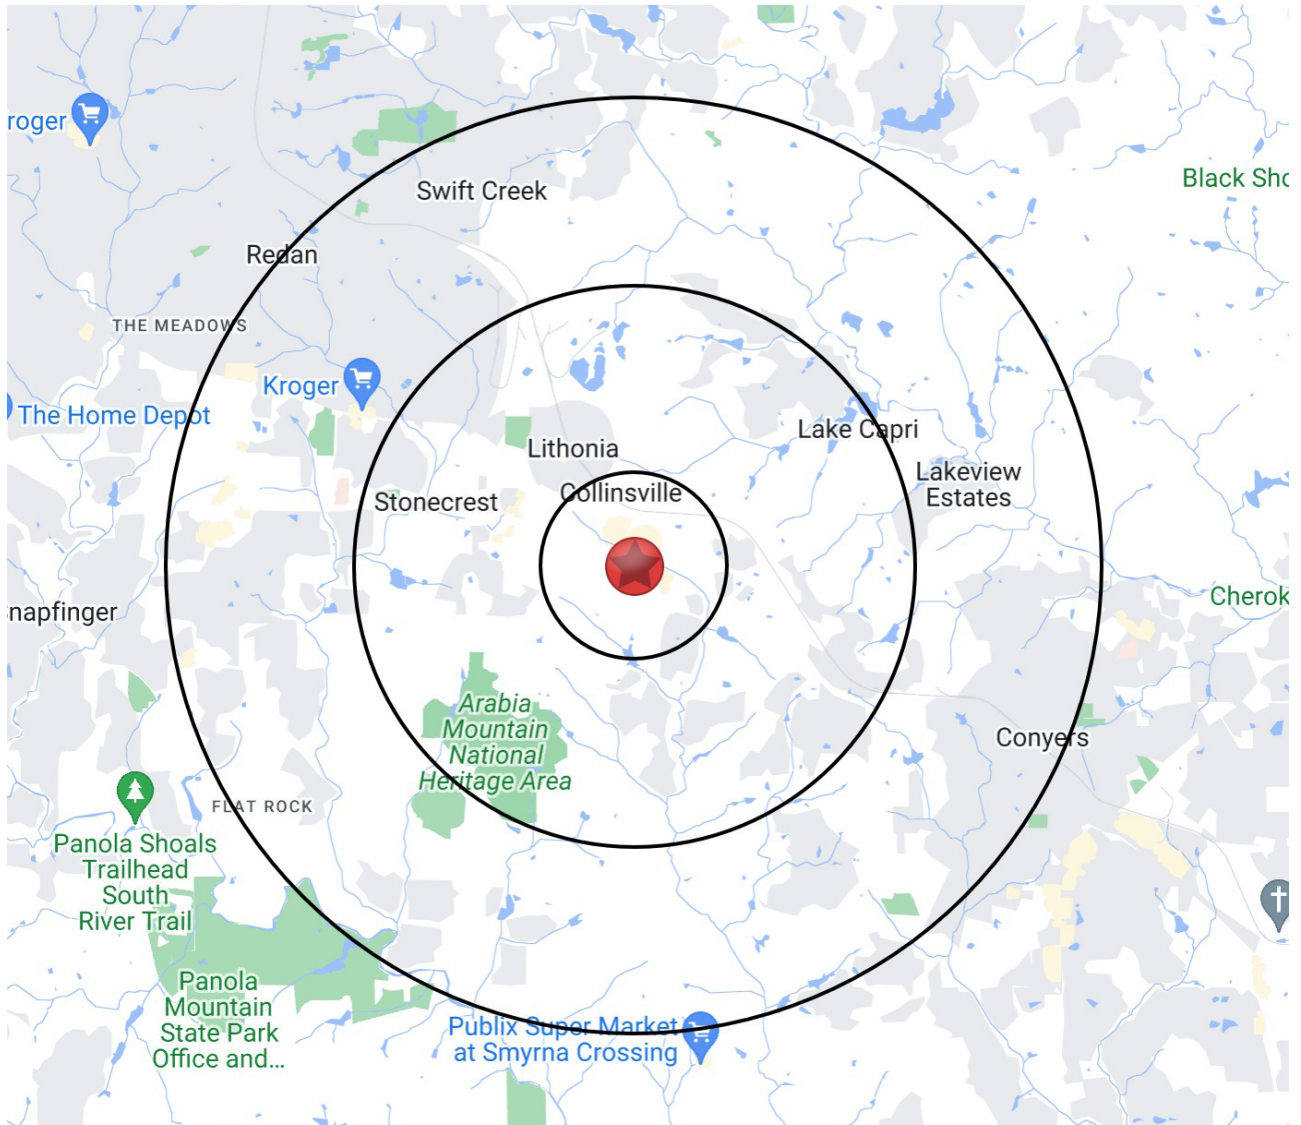 roger
Black Sho
Swift Creek
Redan
THE MEADOWS
Kroger
The Home Depot
Lake Capri
Lithonia
Lakeview
Estates
Collinsville
Stonecrest
Cherok
napfinger
Arabia
Mountain
National
Heritage Area
Conyers
FLAT ROCK
Panola Shoals
Trailhead
South
River Trail
Panola
Mountain
State Park
Office and...
Publix Super Market
at Smyrna Crossing